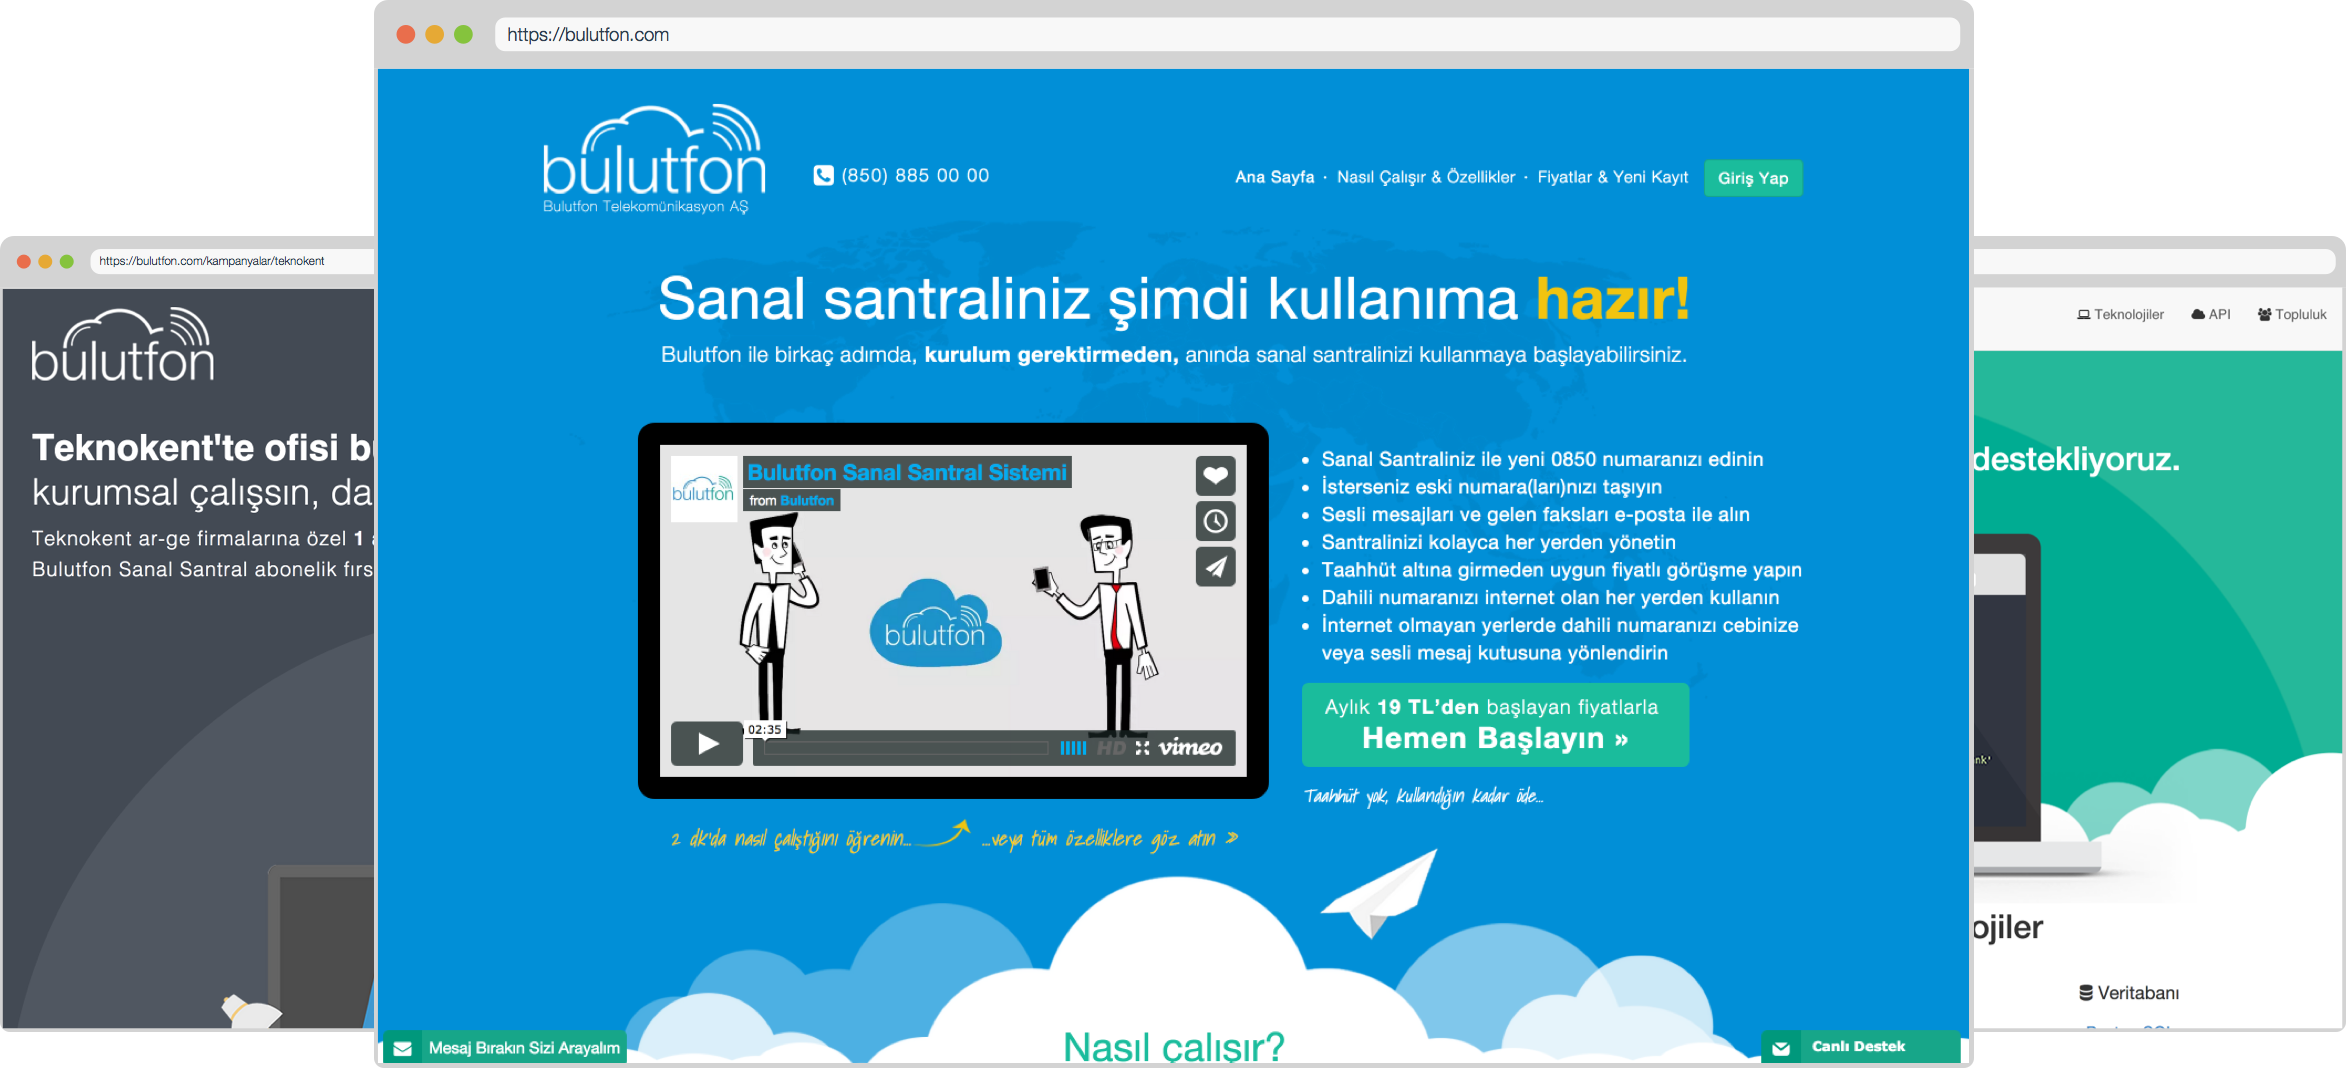 https://bulutfon.com
bulutfon
Bulutfon Telekomünikasyon AŞ
(850) 885 00 00
Ana Sayfa · Nasıl Çalışır & Özellikler · Fiyatlar & Yeni Kayıt
Giriş Yap
Sanal santraliniz şimdi kullanıma hazır!
Bulutfon ile birkaç adımda, kurulum gerektirmeden, anında sanal santralinizi kullanmaya başlayabilirsiniz.
bulutfon
Bulutfon Sanal Santral Sistemi
from Bulutfon
bulutfon
02:35
HD
vimeo
• Sanal Santraliniz ile yeni 0850 numaranızı edinin
• İsterseniz eski numara(ları)nızı taşıyın
• Sesli mesajları ve gelen faksları e-posta ile alın
• Santralinizi kolayca her yerden yönetin
• Taahhüt altına girmeden uygun fiyatlı görüşme yapın
• Dahili numaranızı internet olan her yerden kullanın
• İnternet olmayan yerlerde dahili numaranızı cebinize
veya sesli mesaj kutusuna yönlendirin
Aylık 19 TL'den başlayan fiyatlarla
Hemen Başlayın »
Taahhüt yok, kullandığın kadar öde...
2 dk'da nasıl çalıştığını öğrenin...
...veya tüm özelliklere göz atın »
Nasıl çalışır?
Mesaj Bırakın Sizi Arayalım
Canlı Destek
https://bulutfon.com/kampanyalar/teknokent
bulutfon
Teknokent'te ofisi bu
kurumsal çalışsın, da
Teknokent ar-ge firmalarına özel 1 a
Bulutfon Sanal Santral abonelik fırs
Teknolojiler
API
Topluluk
destekliyoruz.
nk'
ojiler
Veritabanı